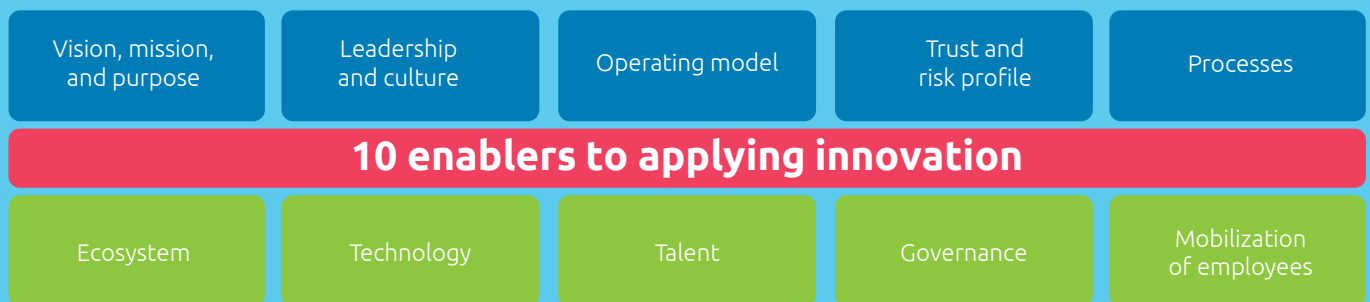 Vision, mission,
and purpose
Leadership
and culture
Operating model
Trust and
risk profile
Processes
10 enablers to applying innovation
Ecosystem
Technology
Talent
Governance
Mobilization
of employees